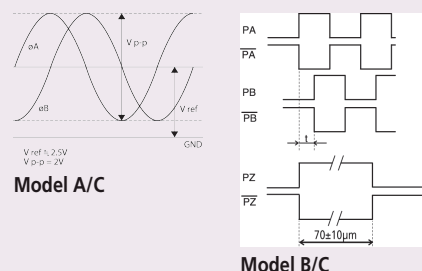 øA
V p-p
øB
V ref
GND
V ref ≒ 2.5V
V p-p = 2V
Model A/C
PA
PA
PB
PB
t
PZ
PZ
70±10µm
Model B/C